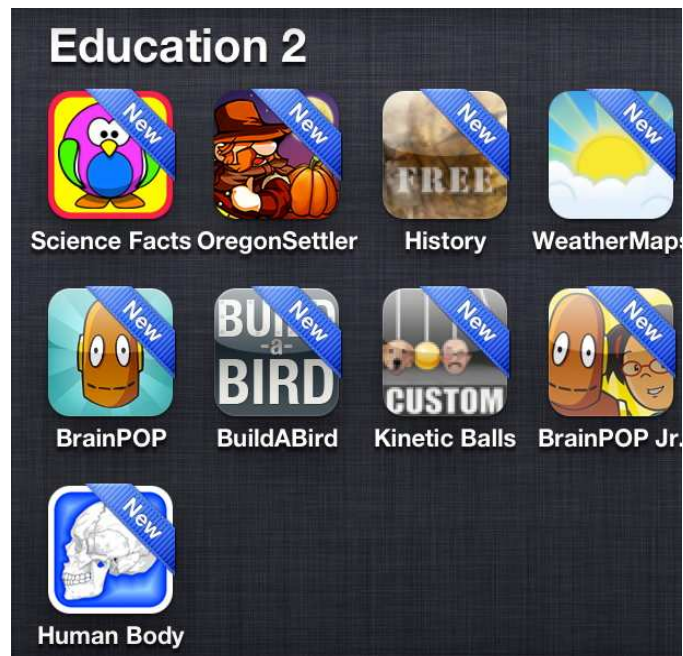 Education 2
New New New New
FREE
Science Facts OregonSettler History WeatherMaps
New New New New
BUILD
-a-
BIRD
CUSTOM
BrainPOP BuildABird Kinetic Balls BrainPOP Jr.
New
Human Body